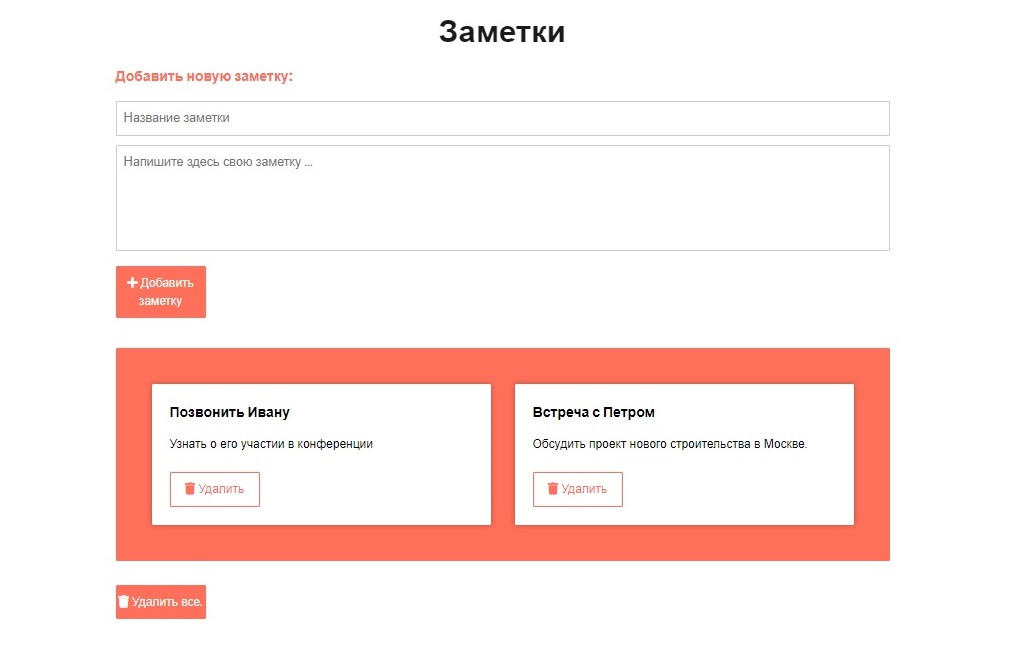 Заметки
Добавить новую заметку:
Название заметки
Напишите здесь свою заметку ...
Добавить
заметку
Позвонить Ивану
Узнать о его участии в конференции
Удалить
Встреча с Петром
Обсудить проект нового строительства в Москве.
Удалить
Удалить все.